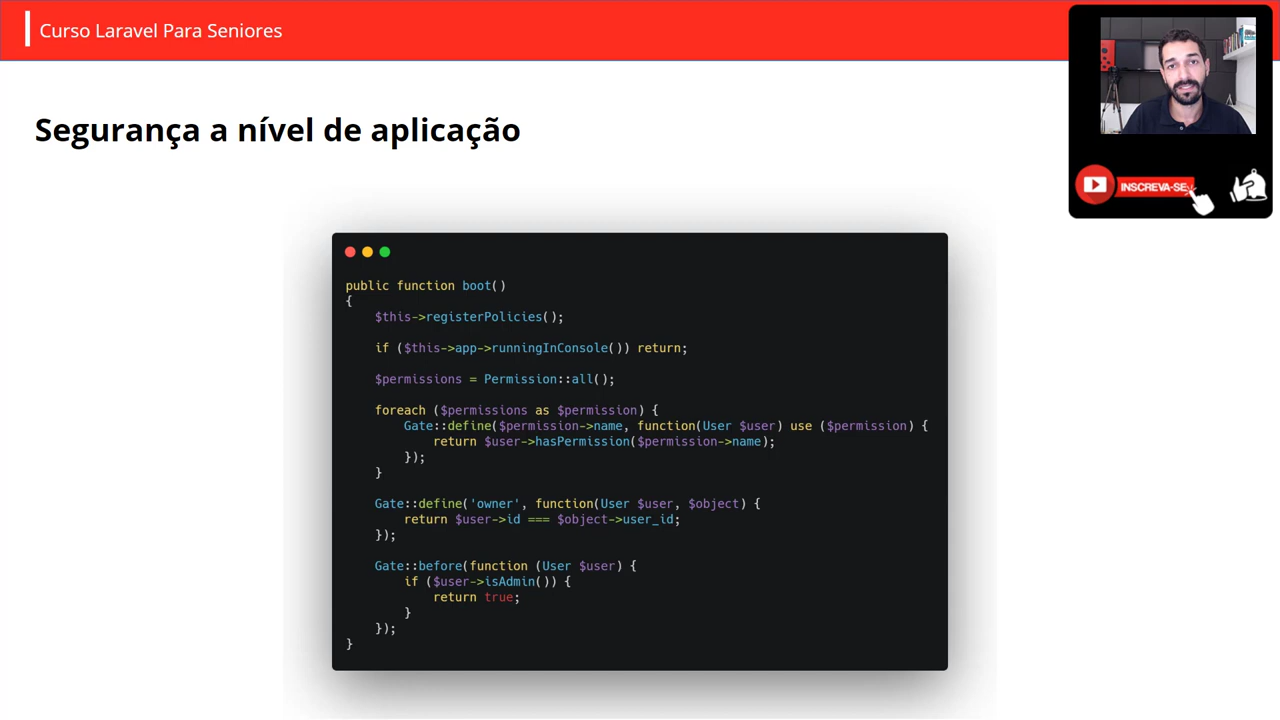 Curso Laravel Para Seniores
Segurança a nível de aplicação
INSCREVA-SE
public function boot()
{
    $this->registerPolicies();

    if ($this->app->runningInConsole()) return;

    $permissions = Permission::all();

    foreach ($permissions as $permission) {
        Gate::define($permission->name, function(User $user) use ($permission) {
            return $user->hasPermission($permission->name);
        });
    }

    Gate::define('owner', function(User $user, $object) {
        return $user->id === $object->user_id;
    });

    Gate::before(function (User $user) {
        if ($user->isAdmin()) {
            return true;
        }
    });
}